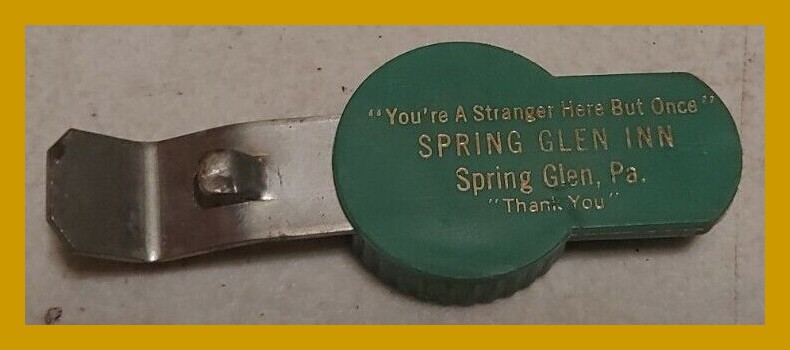 "You're A Stranger Here But Once"
SPRING GLEN INN
Spring Glen, Pa.
"Thank You"